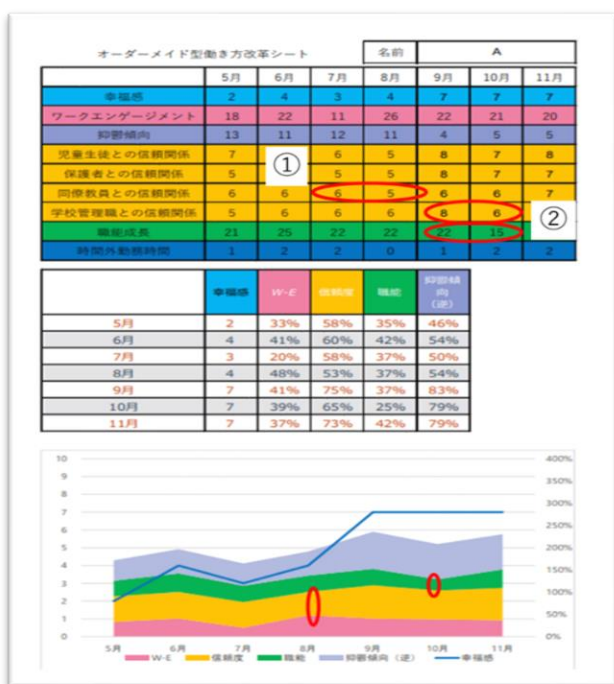 オーダーメイド型働き方改革シート 名前 A
5月 6月 7月 8月 9月 10月 11月
幸福感 2 4 3 4 7 7 7
ワークエンゲージメント 18 22 11 26 22 21 20
抑鬱傾向 13 11 12 11 4 5 5
児童生徒との信頼関係 7 ① 6 5 8 7 8
保護者との信頼関係 5 5 5 8 7 7
同僚教員との信頼関係 6 6 6 5 6 6 7
学校管理職との信頼関係 5 6 6 6 8 6 ②
職能成長 21 25 22 22 22 15
時間外勤務時間 1 2 2 0 1 2 2
幸福感 W-E 信頼度 職能 抑鬱傾向(逆)
5月 2 33% 58% 35% 46%
6月 4 41% 60% 42% 54%
7月 3 20% 58% 37% 50%
8月 4 48% 53% 37% 54%
9月 7 41% 75% 37% 83%
10月 7 39% 65% 25% 79%
11月 7 37% 73% 42% 79%
10 400%
9 350%
8 300%
7
6 250%
5 200%
4 150%
3
2 100%
1 50%
0 0%
5月 6月 7月 8月 9月 10月 11月
W-E 信頼度 職能 抑鬱傾向(逆) 幸福感